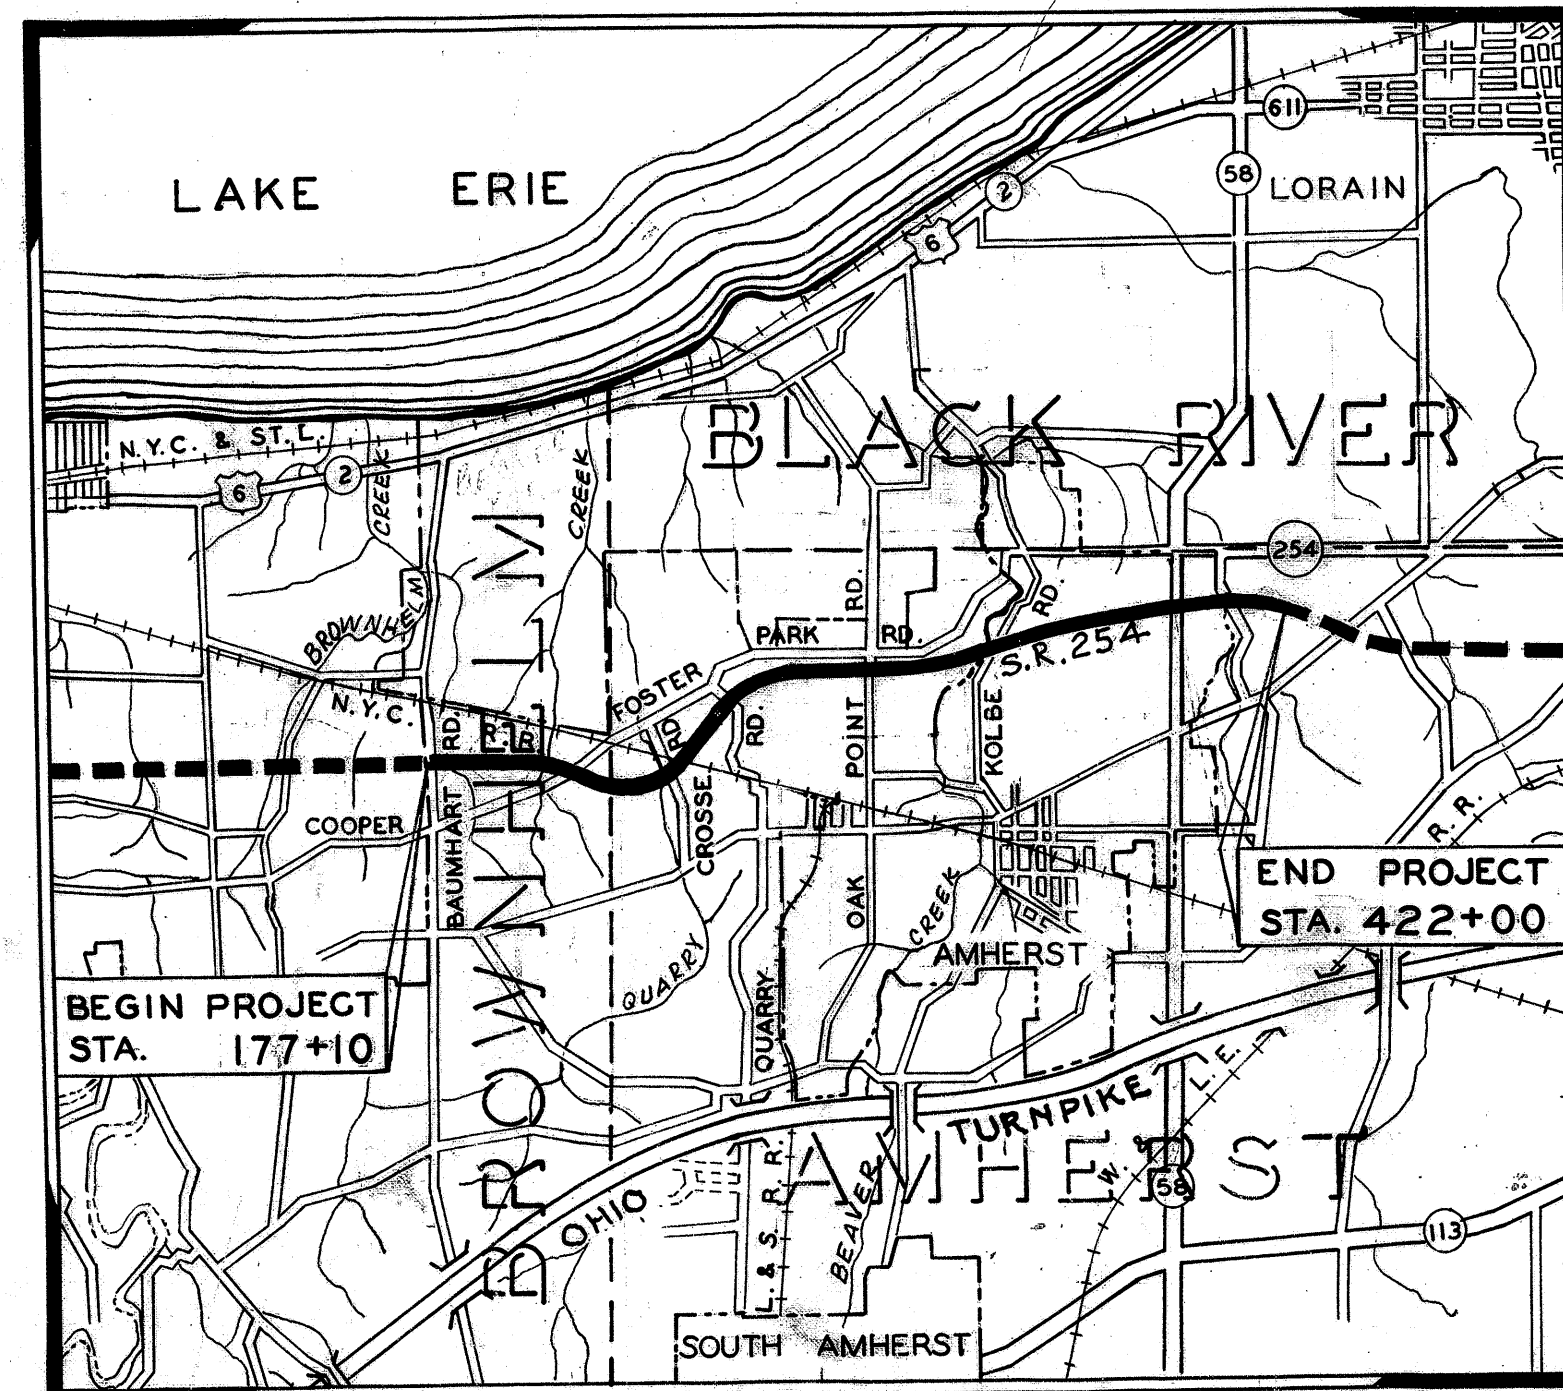 611
58
LORAIN
LAKE ERIE
2
6
BLACK RIVER
N.Y.C. & ST. L.
6
2
CREEK
CREEK
254
BROWNHELM
BROWNHELM
PARK RD.
RD.
RD.
S.R. 254
FOSTER
N.Y.C.
R.R.
RD.
RD.
RD.
POINT
KOLBE
COOPER
BAUMHART
CROSSE
OAK
CREEK
R. R.
END PROJECT
STA. 422+00
AMHERST
QUARRY
QUARRY
BEGIN PROJECT
STA. 177+10
L. E.
W. &
TURNPIKE
AMHERST
58
OHIO
L. & S. R. R.
BEAVER
113
SOUTH AMHERST